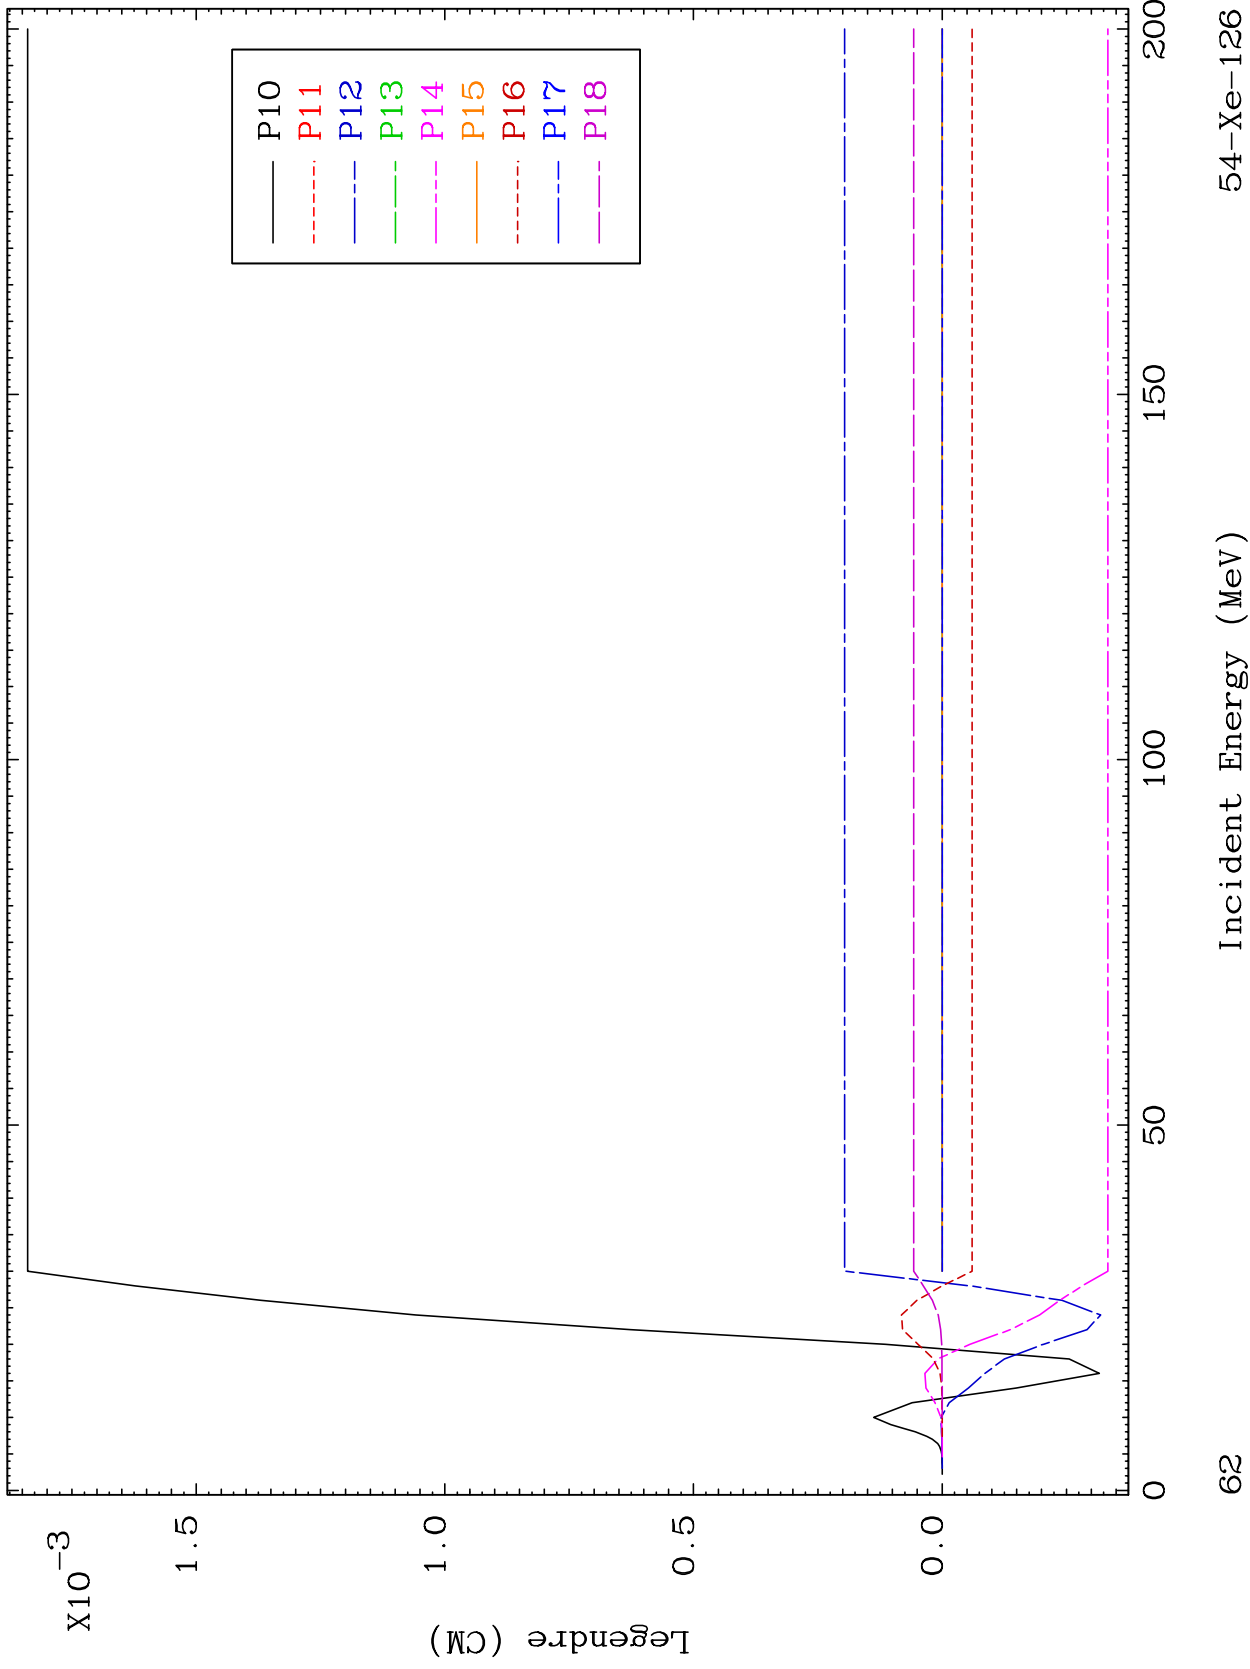 X10-3
1.5
1.0
0.5
0.0
Legendre (CM)
P10
P11
P12
P13
P14
P15
P16
P17
P18
0
50
100
150
200
62
Incident Energy (MeV)
54-Xe-126